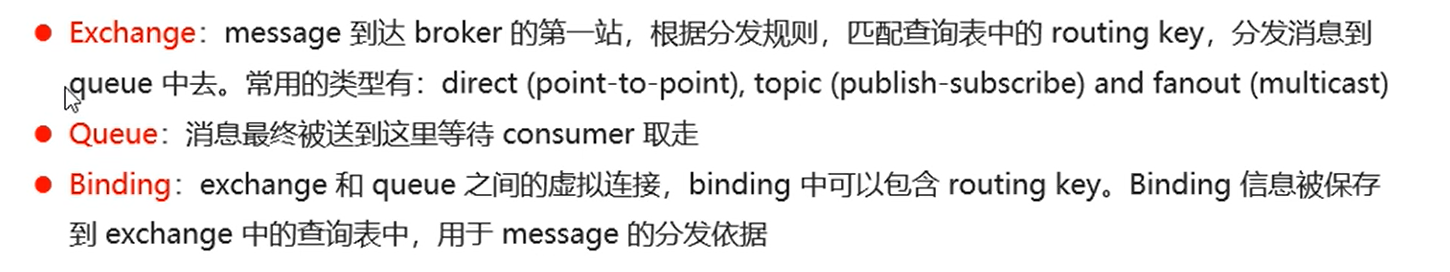 ● Exchange：message 到达 broker 的第一站，根据分发规则，匹配查询表中的 routing key，分发消息到
queue 中去。常用的类型有：direct (point-to-point), topic (publish-subscribe) and fanout (multicast)
● Queue：消息最终被送到这里等待 consumer 取走
● Binding：exchange 和 queue 之间的虚拟连接，binding 中可以包含 routing key。Binding 信息被保存
到 exchange 中的查询表中，用于 message 的分发依据